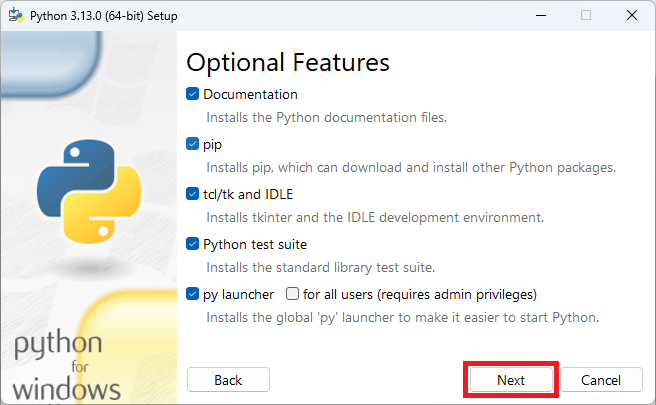 Python 3.13.0 (64-bit) Setup
Optional Features
Documentation
Installs the Python documentation files.
pip
Installs pip, which can download and install other Python packages.
tcl/tk and IDLE
Installs tkinter and the IDLE development environment.
Python test suite
Installs the standard library test suite.
py launcher for all users (requires admin privileges)
Installs the global 'py' launcher to make it easier to start Python.
python
for
windows
Back Next Cancel